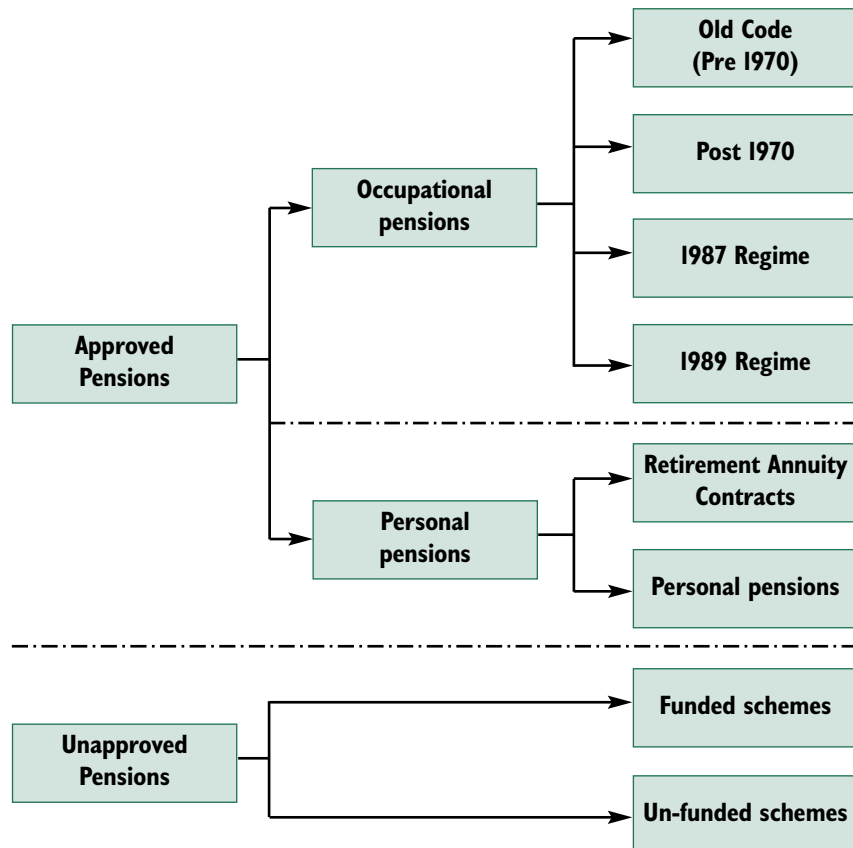 Old Code
(Pre 1970)
Post 1970
Occupational
pensions
1987 Regime
Approved
Pensions
1989 Regime
Retirement Annuity
Contracts
Personal
pensions
Personal pensions
Funded schemes
Unapproved
Pensions
Un-funded schemes